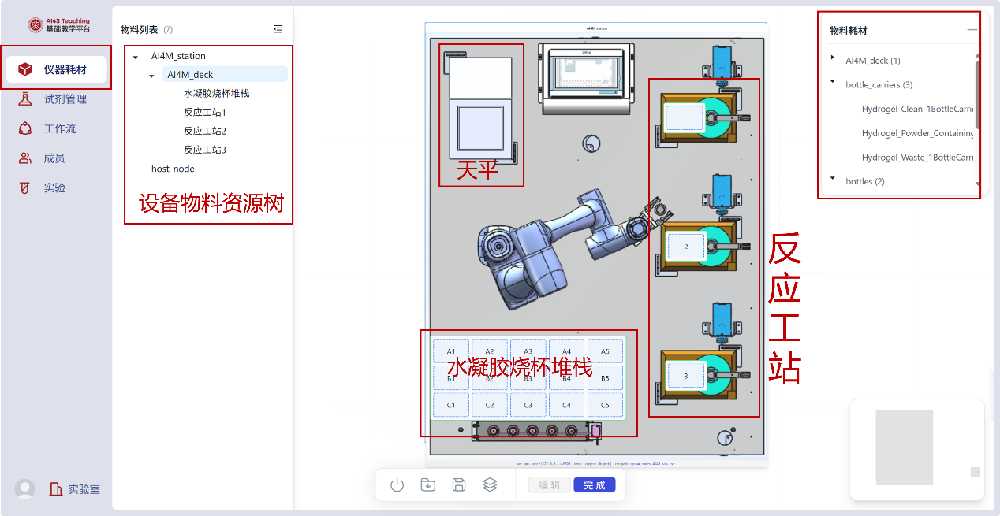 AI4S Teaching
基础教学平台
仪器耗材
试剂管理
工作流
成员
实验
实验室
物料列表 (7)
AI4M_station
AI4M_deck
水凝胶烧杯堆栈
反应工站1
反应工站2
反应工站3
host_node
设备物料资源树
AI4M_station
天平
1
2
3
反应工站
A1 A2 A3 A4 A5
水凝胶烧杯堆栈
B1 B2 B3 B4 B5
C1 C2 C3 C4 C5
编辑
完成
物料耗材
AI4M_deck (1)
bottle_carriers (3)
Hydrogel_Clean_1BottleCarri
Hydrogel_Powder_Containing
Hydrogel_Waste_1BottleCarri
bottles (2)